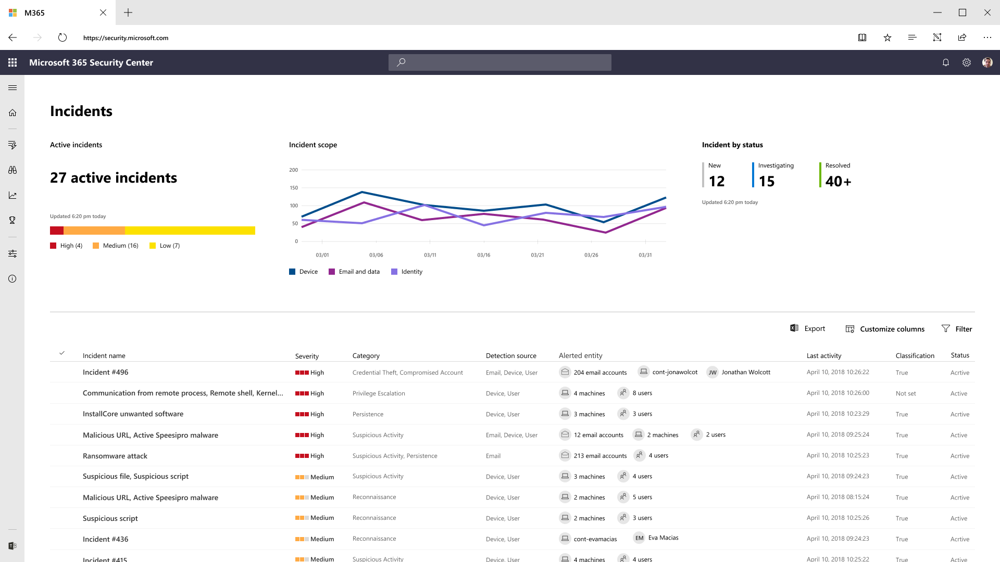 M365
https://security.microsoft.com
Microsoft 365 Security Center
Incidents
Active incidents
27 active incidents
Updated 6:20 pm today
High (4) Medium (16) Low (7)
Incident scope
200
150
100
50
0
03/01 03/06 03/11 03/16 03/21 03/26 03/31
Device Email and data Identity
Incident by status
New Investigating Resolved
12 15 40+
Updated 6:20 pm today
Export Customize columns Filter
Incident name Severity Category Detection source Alerted entity Last activity Classification Status
Incident #496 High Credential Theft, Compromised Account Email, Device, User 204 email accounts cont-jonawolcot JW Jonathan Wolcott April 10, 2018 10:26:22 True Acrtive
Communication from remote process, Remote shell, Kernel... High Privilege Escalation Device, User 4 machines 8 users April 10, 2018 10:26:00 Not set Active
InstallCore unwanted software High Persistence Device, User 3 machines 3 users April 10, 2018 10:23:29 True Acrtive
Malicious URL, Active Speesipro malware High Suspicious Activity Email, Device, User 12 email accounts 2 machines 2 users April 10, 2018 09:25:24 True Active
Ransomware attack High Suspicious Activity, Persistence Email 213 email accounts 4 users April 10, 2018 10:25:23 True Acrtive
Suspicious file, Suspicious script Medium Suspicious Activity Device, User 3 machines 4 users April 10, 2018 09:24:23 True Active
Malicious URL, Active Speesipro malware Medium Reconnaissance Device, User 2 machines 5 users April 10, 2018 08:15:24 True Acrtive
Suspicious script Medium Reconnaissance Device, User 2 machines 3 users April 10, 2018 10:25:26 True Active
Incident #436 Medium Reconnaissance Device, User cont-evamacias EM Eva Macias April 10, 2018 09:24:23 True Acrtive
Incident #415 Medium Suspicious Activity Device, User 4 machines 4 users April 10, 2018 10:25:22 True Active